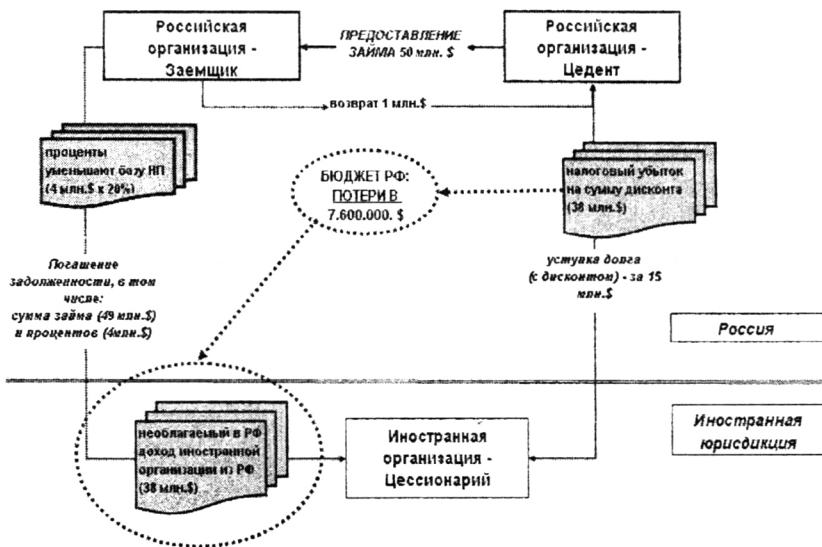 Российская
организация -
Заемщик
ПРЕДОСТАВЛЕНИЕ
ЗАЙМА 50 млн. $
Российская
организация -
Цедент
возврат 1 млн.$
проценты
уменьшают базу НП
(4 млн.$ x 20%)
БЮДЖЕТ РФ:
ПОТЕРИ В
7.600.000. $
налоговый убыток
на сумму дисконта
(38 млн.$)
Погашение
задолженности, в том
числе:
сумма займа (49 млн.$)
и процентов (4млн.$)
уступка долга
(с дисконтом) - за 15
млн.$
Россия
Иностранная
юрисдикция
необлагаемый в РФ
доход иностранной
организации из РФ
(38 млн.$)
Иностранная
организация -
Цессионарий